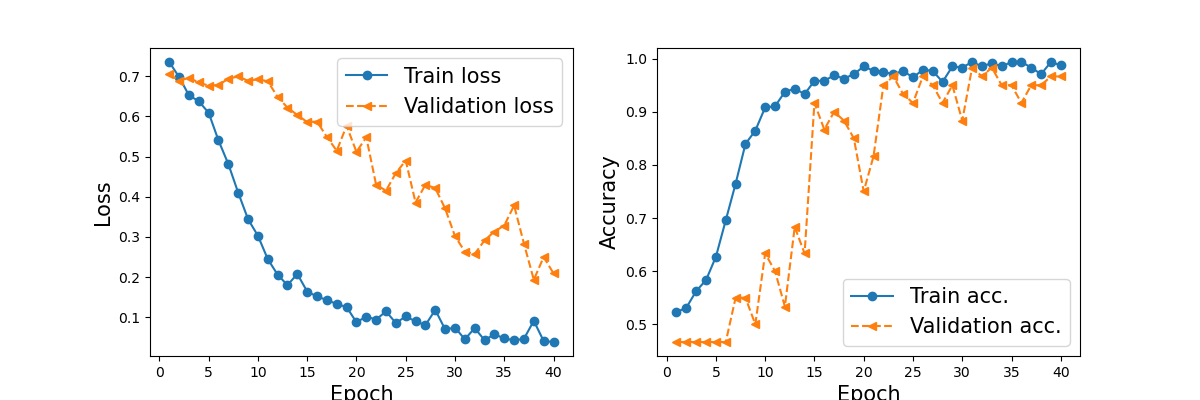 0.7
0.6
0.5
0.4
0.3
0.2
0.1
Loss
0 5 10 15 20 25 30 35 40
Epoch
Train loss
Validation loss
1.0
0.9
0.8
0.7
0.6
0.5
Accuracy
0 5 10 15 20 25 30 35 40
Epoch
Train acc.
Validation acc.